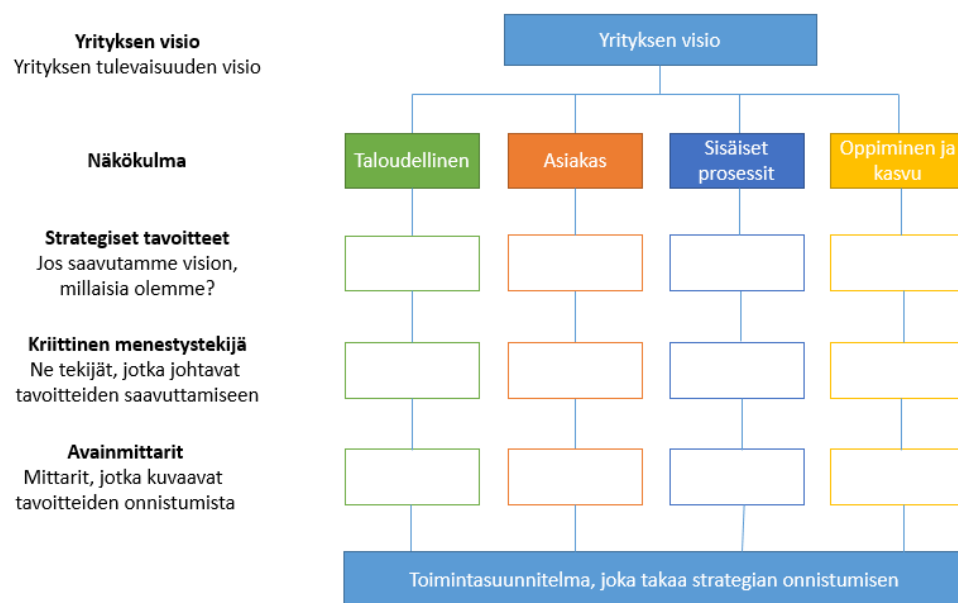 Yrityksen visio
Yrityksen tulevaisuuden visio
Yrityksen visio
Näkökulma
Taloudellinen
Asiakas
Sisäiset
prosessit
Oppiminen ja
kasvu
Strategiset tavoitteet
Jos saavutamme vision,
millaisia olemme?
Kriittinen menestystekijä
Ne tekijät, jotka johtavat
tavoitteiden saavuttamiseen
Avainmittarit
Mittarit, jotka kuvaavat
tavoitteiden onnistumista
Toimintasuunnitelma, joka takaa strategian onnistumisen